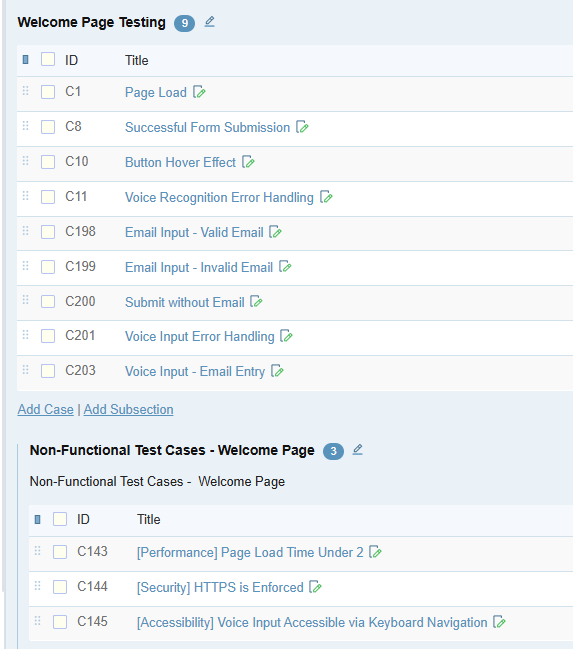 Welcome Page Testing 9
ID Title
C1 Page Load
C8 Successful Form Submission
C10 Button Hover Effect
C11 Voice Recognition Error Handling
C198 Email Input - Valid Email
C199 Email Input - Invalid Email
C200 Submit without Email
C201 Voice Input Error Handling
C203 Voice Input - Email Entry
Add Case | Add Subsection
Non-Functional Test Cases - Welcome Page 3
Non-Functional Test Cases - Welcome Page
ID Title
C143 [Performance] Page Load Time Under 2
C144 [Security] HTTPS is Enforced
C145 [Accessibility] Voice Input Accessible via Keyboard Navigation